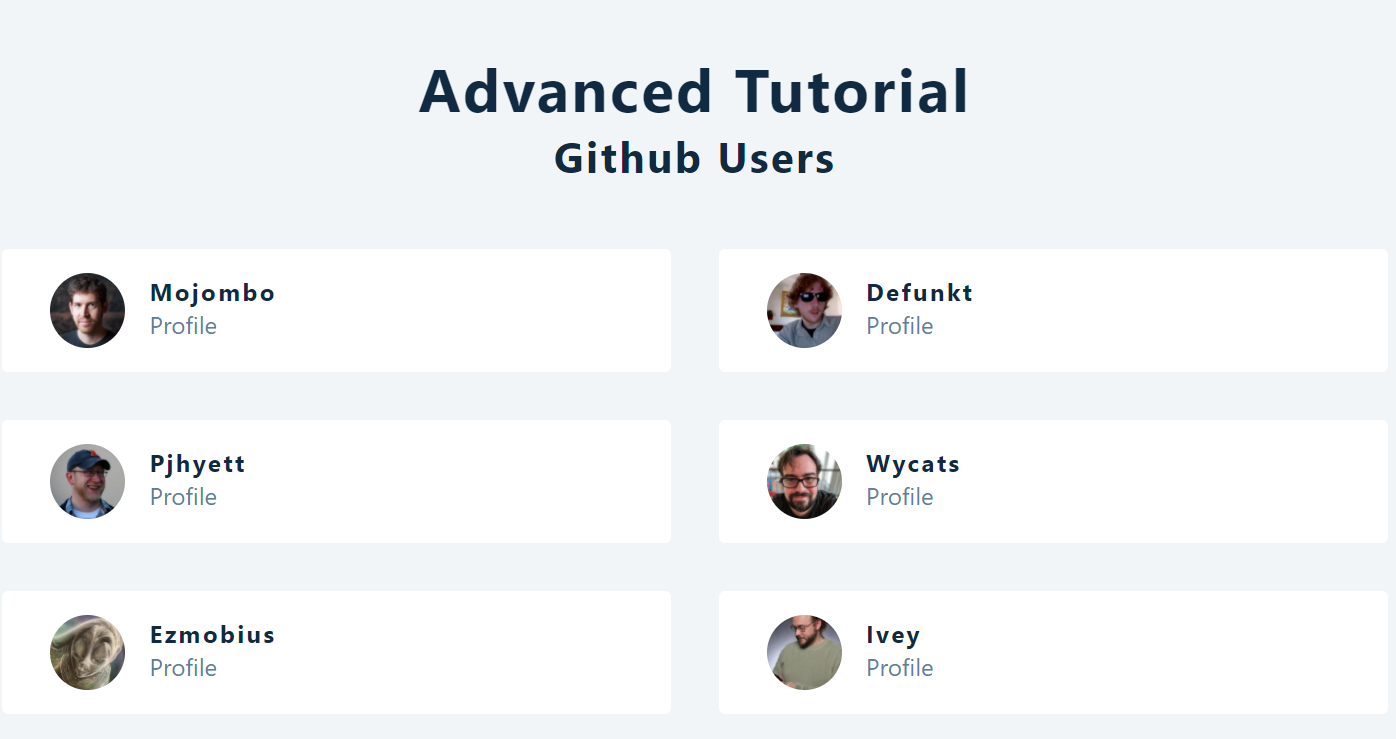 Advanced Tutorial
Github Users
Mojombo
Profile
Defunkt
Profile
Pjhyett
Profile
Wycats
Profile
Ezmobius
Profile
Ivey
Profile